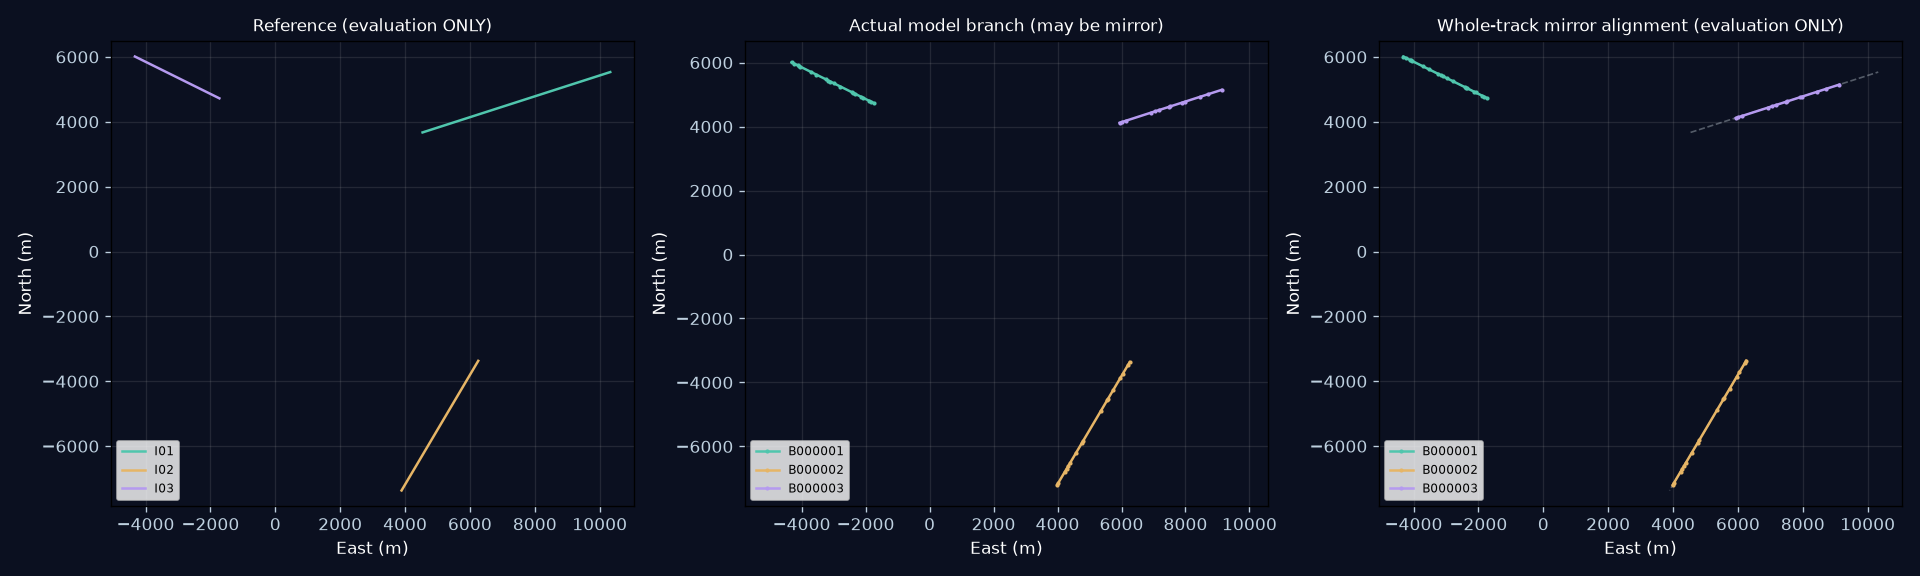 Reference (evaluation ONLY)
North (m)
6000
4000
2000
0
−2000
−4000
−6000
I01
I02
I03
−4000 −2000 0 2000 4000 6000 8000 10000
East (m)
Actual model branch (may be mirror)
North (m)
6000
4000
2000
0
−2000
−4000
−6000
B000001
B000002
B000003
−4000 −2000 0 2000 4000 6000 8000 10000
East (m)
Whole-track mirror alignment (evaluation ONLY)
North (m)
6000
4000
2000
0
−2000
−4000
−6000
B000001
B000002
B000003
−4000 −2000 0 2000 4000 6000 8000 10000
East (m)